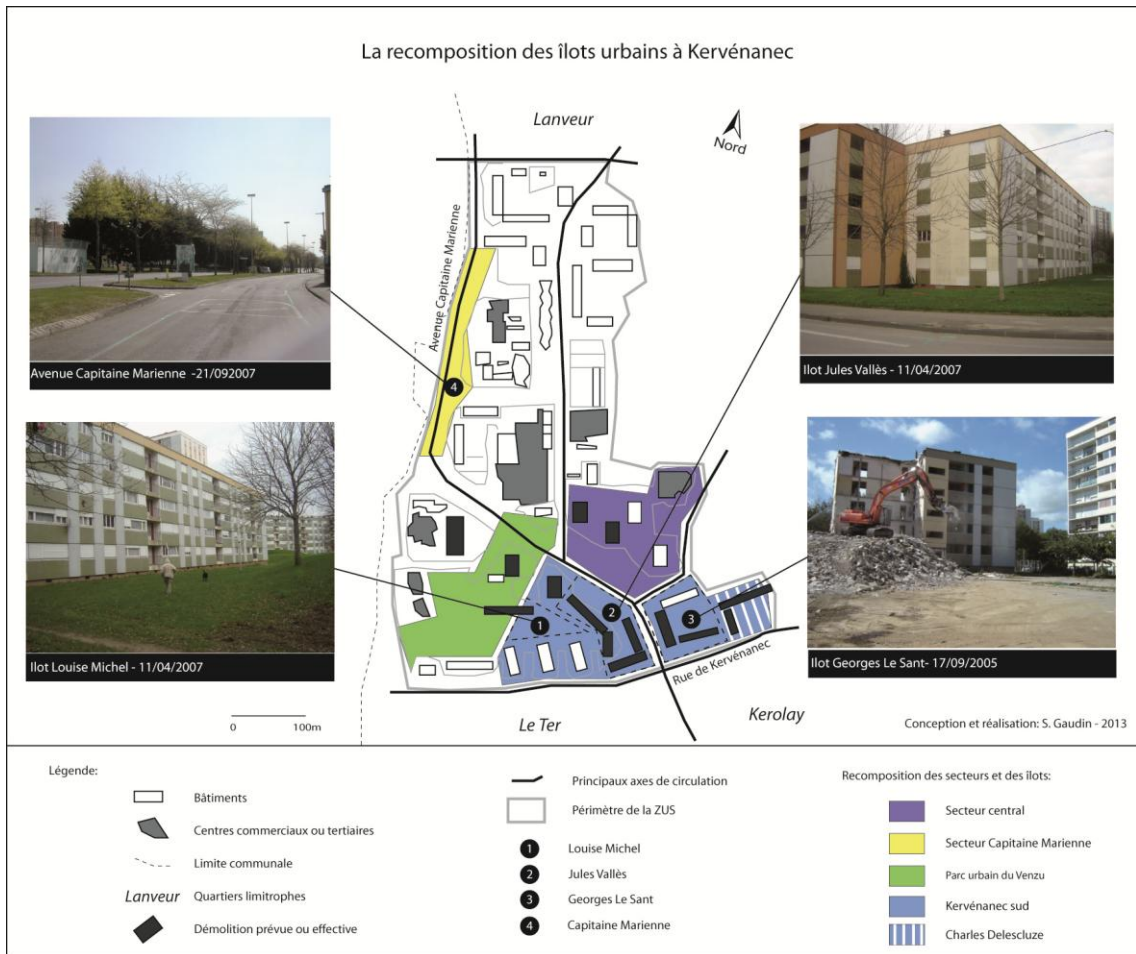 La recomposition des îlots urbains à Kervénanec
Lanveur
Nord
Avenue Capitaine Marienne
Avenue Capitaine Marienne -21/092007
Ilot Jules Vallès - 11/04/2007
4
1
2
3
Ilot Louise Michel - 11/04/2007
Ilot Georges Le Sant- 17/09/2005
Rue de Kervénanec
0 100m
Le Ter
Kerolay
Conception et réalisation: S. Gaudin - 2013
Légende:
Bâtiments
Centres commerciaux ou tertiaires
Limite communale
Lanveur Quartiers limitrophes
Démolition prévue ou effective
Principaux axes de circulation
Périmètre de la ZUS
1 Louise Michel
2 Jules Vallès
3 Georges Le Sant
4 Capitaine Marienne
Recomposition des secteurs et des îlots:
Secteur central
Secteur Capitaine Marienne
Parc urbain du Venzu
Kervénanec sud
Charles Delescluze